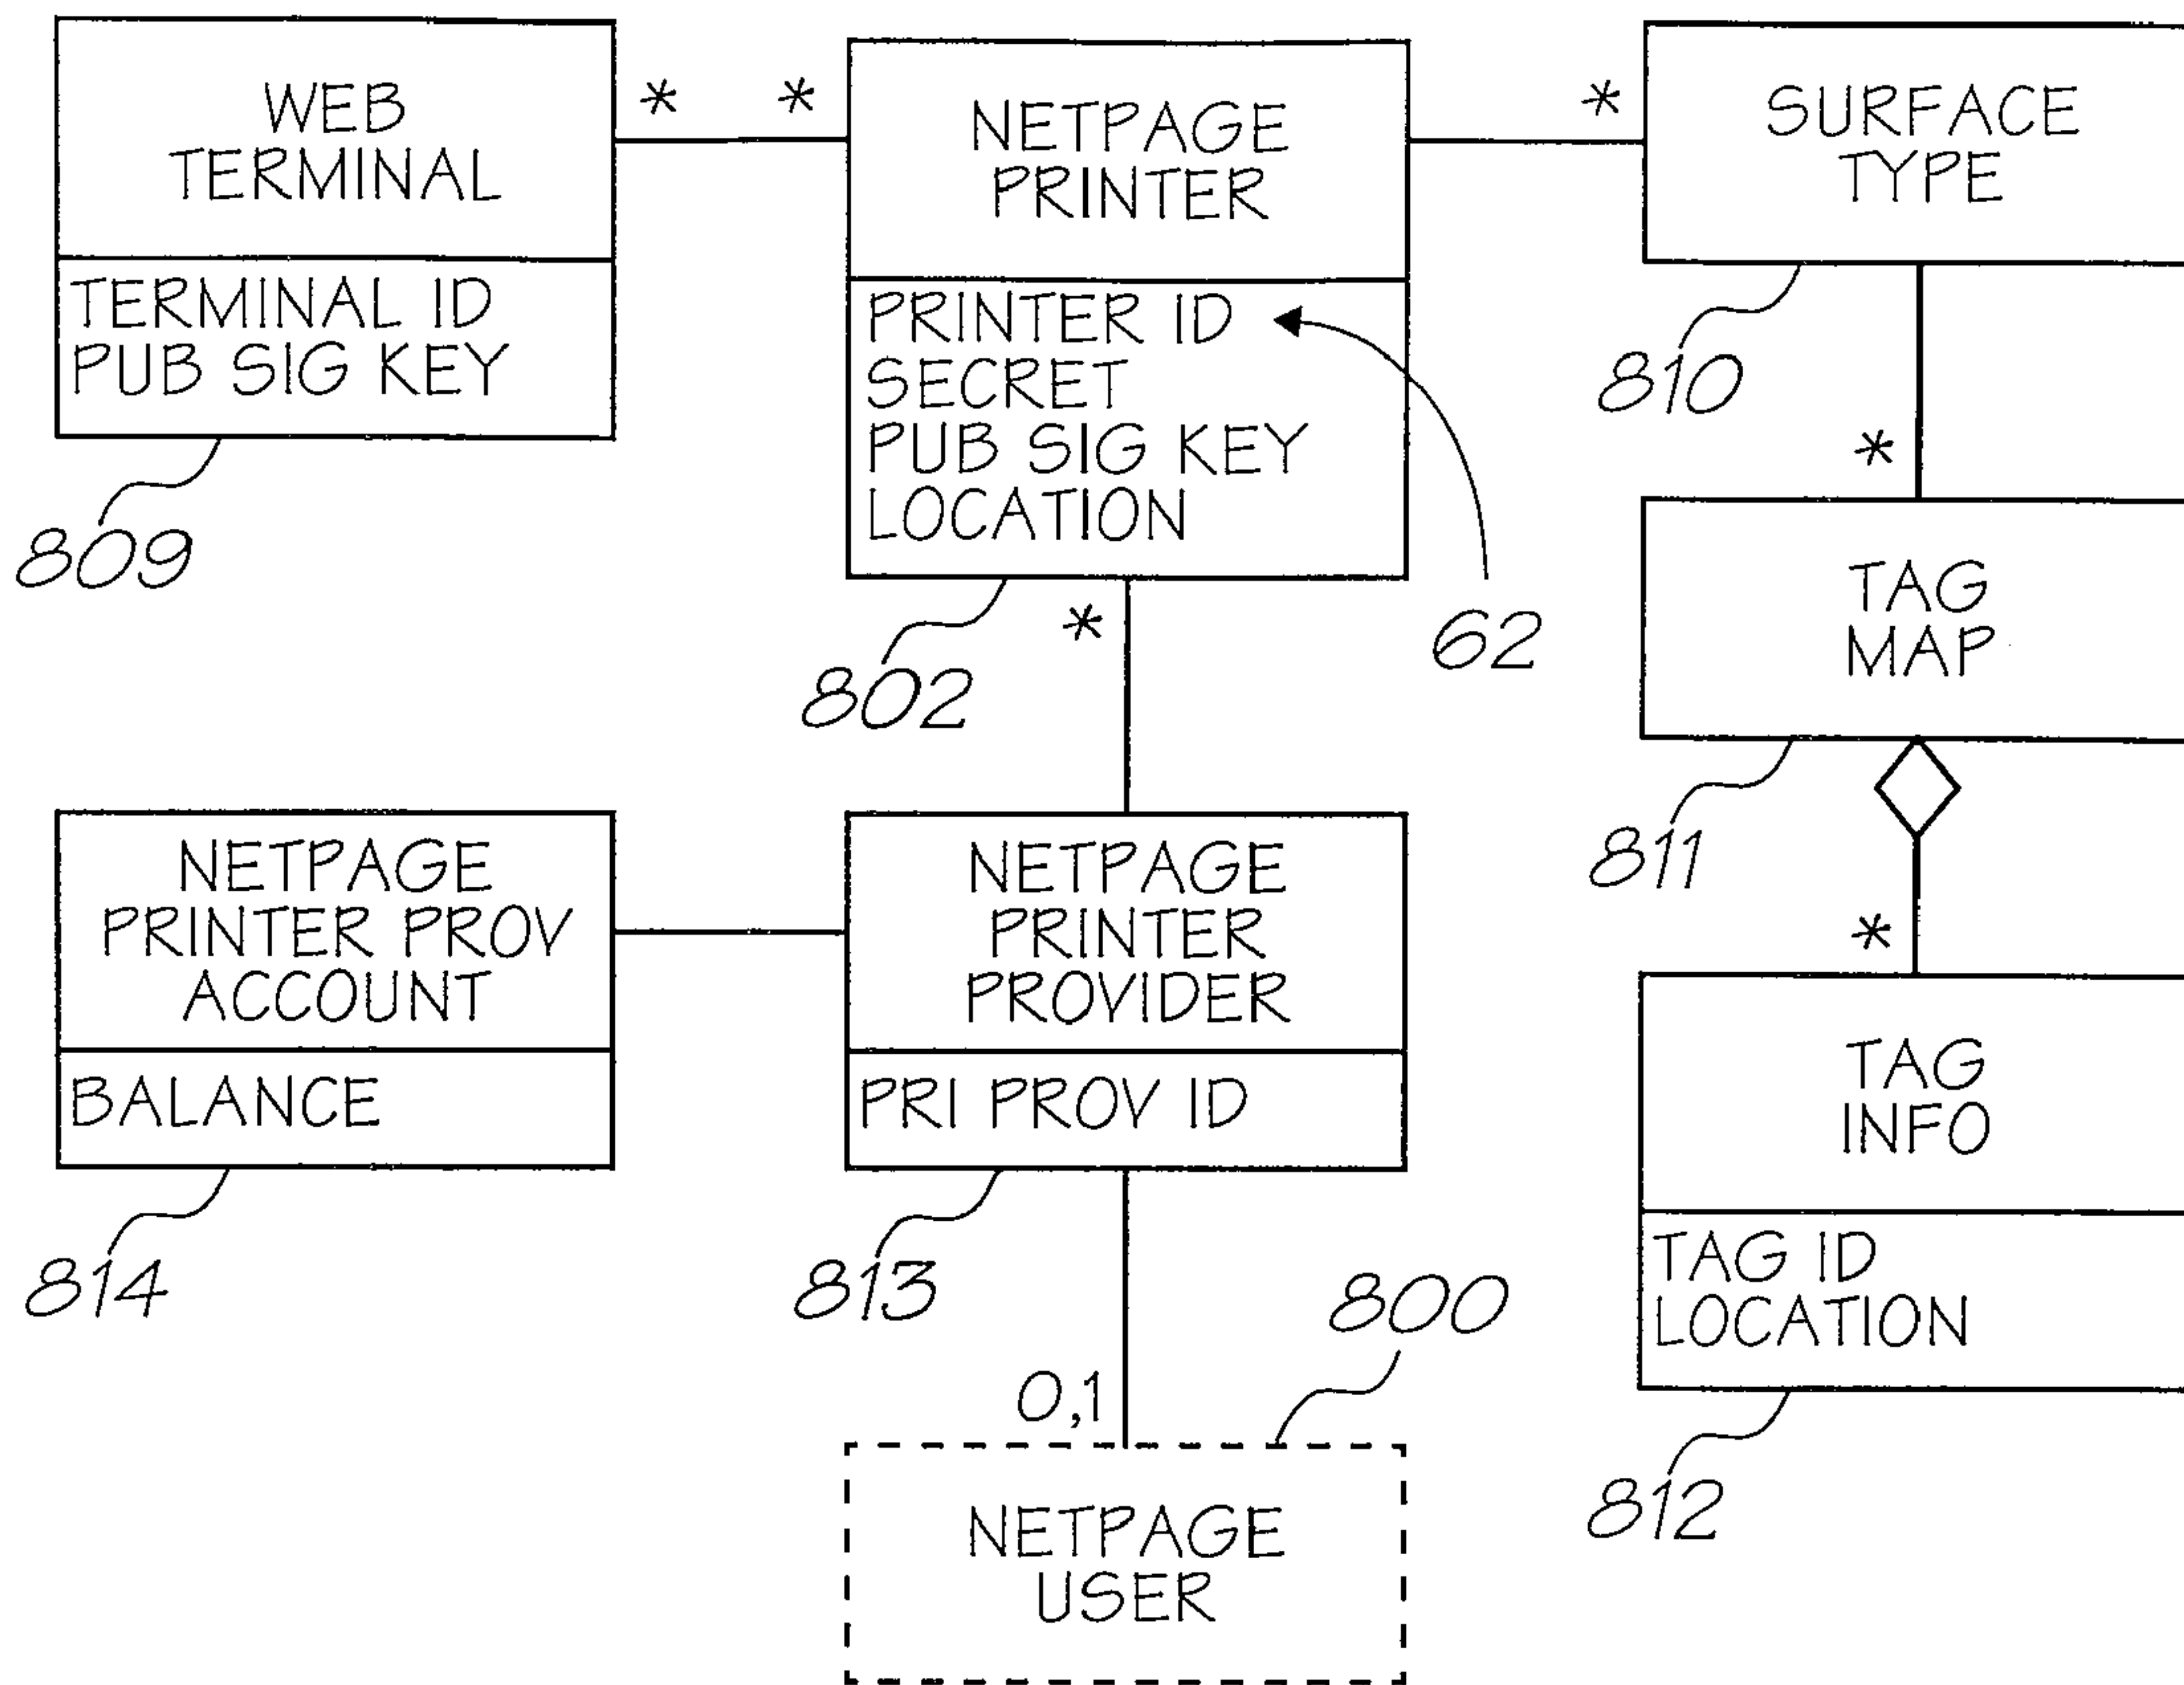 WEB
TERMINAL
TERMINAL ID
PUB SIG KEY
809
*
*
NETPAGE
PRINTER
PRINTER ID
SECRET
PUB SIG KEY
LOCATION
62
802
*
*
SURFACE
TYPE
810
*
TAG
MAP
811
*
TAG
INFO
TAG ID
LOCATION
812
NETPAGE
PRINTER PROV
ACCOUNT
BALANCE
814
NETPAGE
PRINTER
PROVIDER
PRI PROV ID
813
0,1
800
NETPAGE
USER